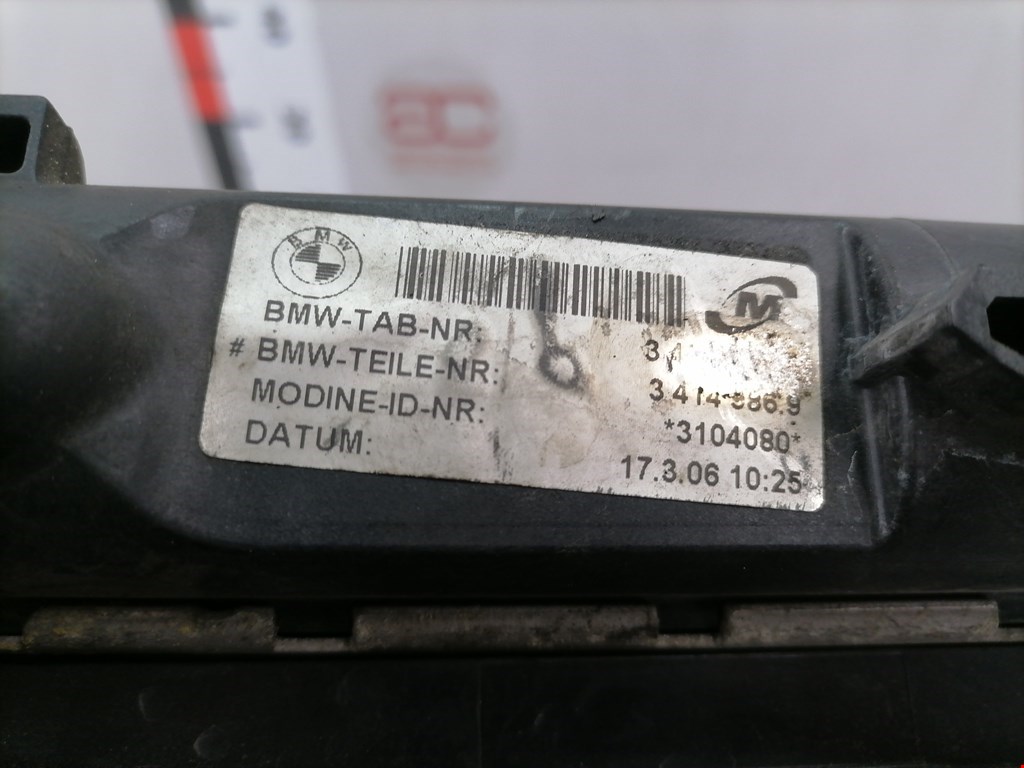 BMW
M
BMW-TAB-NR:
# BMW-TEILE-NR:
MODINE-ID-NR: *3104080*
DATUM: 17.3.06 10:25